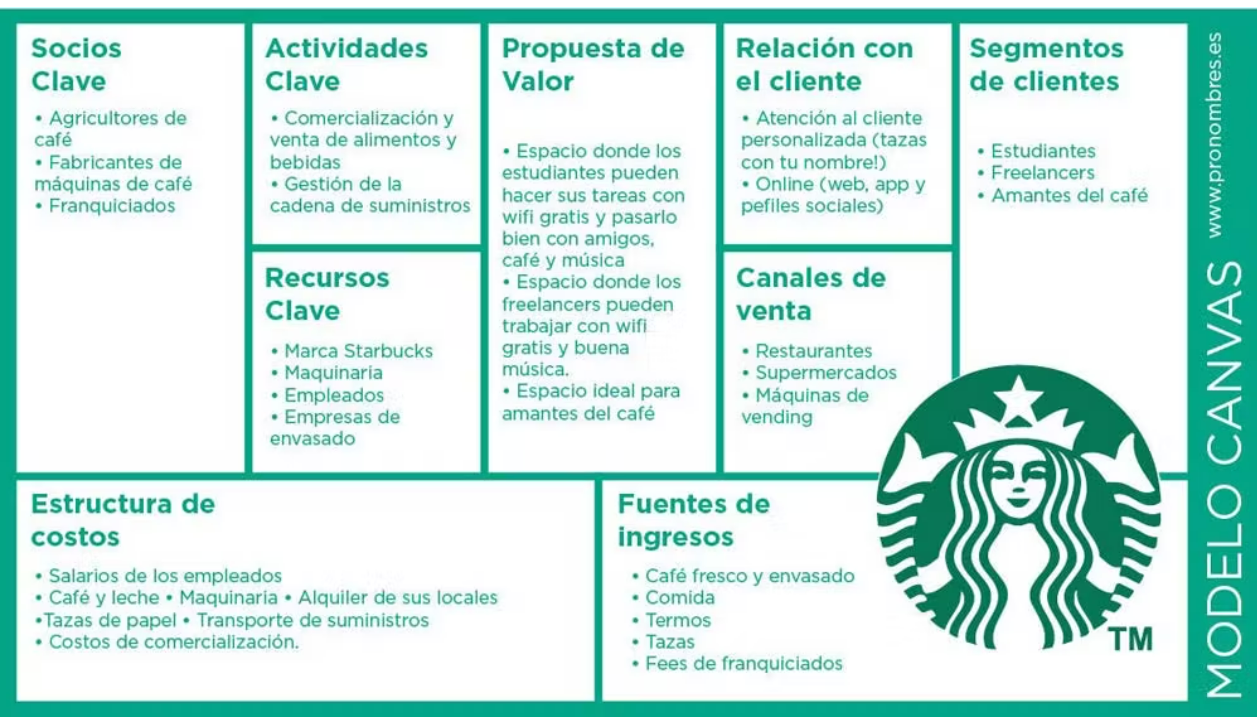 Socios
Clave
• Agricultores de
café
• Fabricantes de
máquinas de café
• Franquiciados
Actividades
Clave
• Comercialización y
venta de alimentos y
bebidas
• Gestión de la
cadena de suministros
Recursos
Clave
• Marca Starbucks
• Maquinaria
• Empleados
• Empresas de
envasado
Propuesta de
Valor
• Espacio donde los
estudiantes pueden
hacer sus tareas con
wifi gratis y pasarlo
bien con amigos,
café y música
• Espacio donde los
freelancers pueden
trabajar con wifi
gratis y buena
música.
• Espacio ideal para
amantes del café
Relación con
el cliente
• Atención al cliente
personalizada (tazas
con tu nombre!)
• Online (web, app y
pefiles sociales)
Canales de
venta
• Restaurantes
• Supermercados
• Máquinas de
vending
Segmentos
de clientes
• Estudiantes
• Freelancers
• Amantes del café
Estructura de
costos
• Salarios de los empleados
• Café y leche • Maquinaria • Alquiler de sus locales
•Tazas de papel • Transporte de suministros
• Costos de comercialización.
Fuentes de
ingresos
• Café fresco y envasado
• Comida
• Termos
• Tazas
• Fees de franquiciados
TM
MODELO CANVAS www.pronombres.es